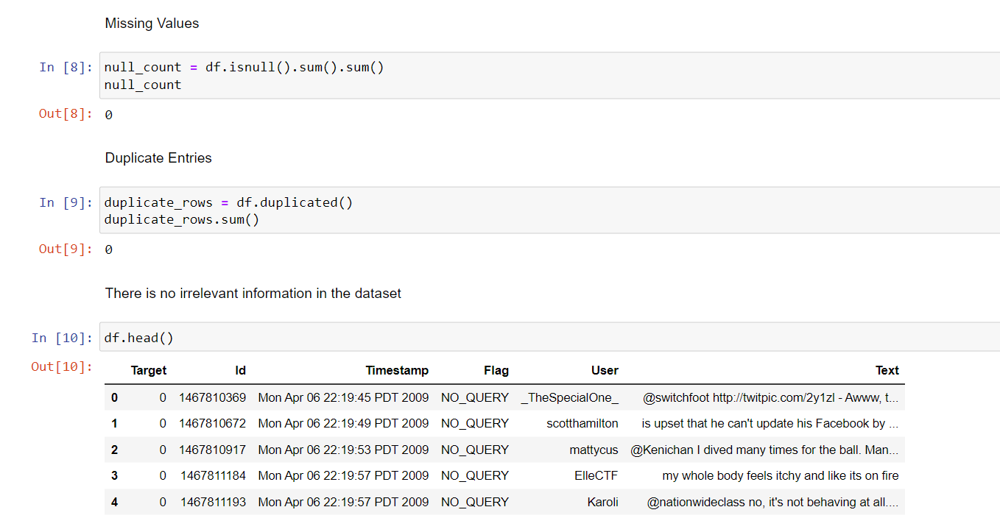 Missing Values
In [8]: null_count = df.isnull().sum().sum()
null_count
Out[8]: 0
Duplicate Entries
In [9]: duplicate_rows = df.duplicated()
duplicate_rows.sum()
Out[9]: 0
There is no irrelevant information in the dataset
In [10]: df.head()
Out[10]:
Target Id Timestamp Flag User Text
0 0 1467810369 Mon Apr 06 22:19:45 PDT 2009 NO_QUERY _TheSpecialOne_ @switchfoot http://twitpic.com/2y1zl - Awww, t...
1 0 1467810672 Mon Apr 06 22:19:49 PDT 2009 NO_QUERY scotthamilton is upset that he can't update his Facebook by ...
2 0 1467810917 Mon Apr 06 22:19:53 PDT 2009 NO_QUERY mattycus @Kenichan I dived many times for the ball. Man...
3 0 1467811184 Mon Apr 06 22:19:57 PDT 2009 NO_QUERY ElleCTF my whole body feels itchy and like its on fire
4 0 1467811193 Mon Apr 06 22:19:57 PDT 2009 NO_QUERY Karoli @nationwideclass no, it's not behaving at all....